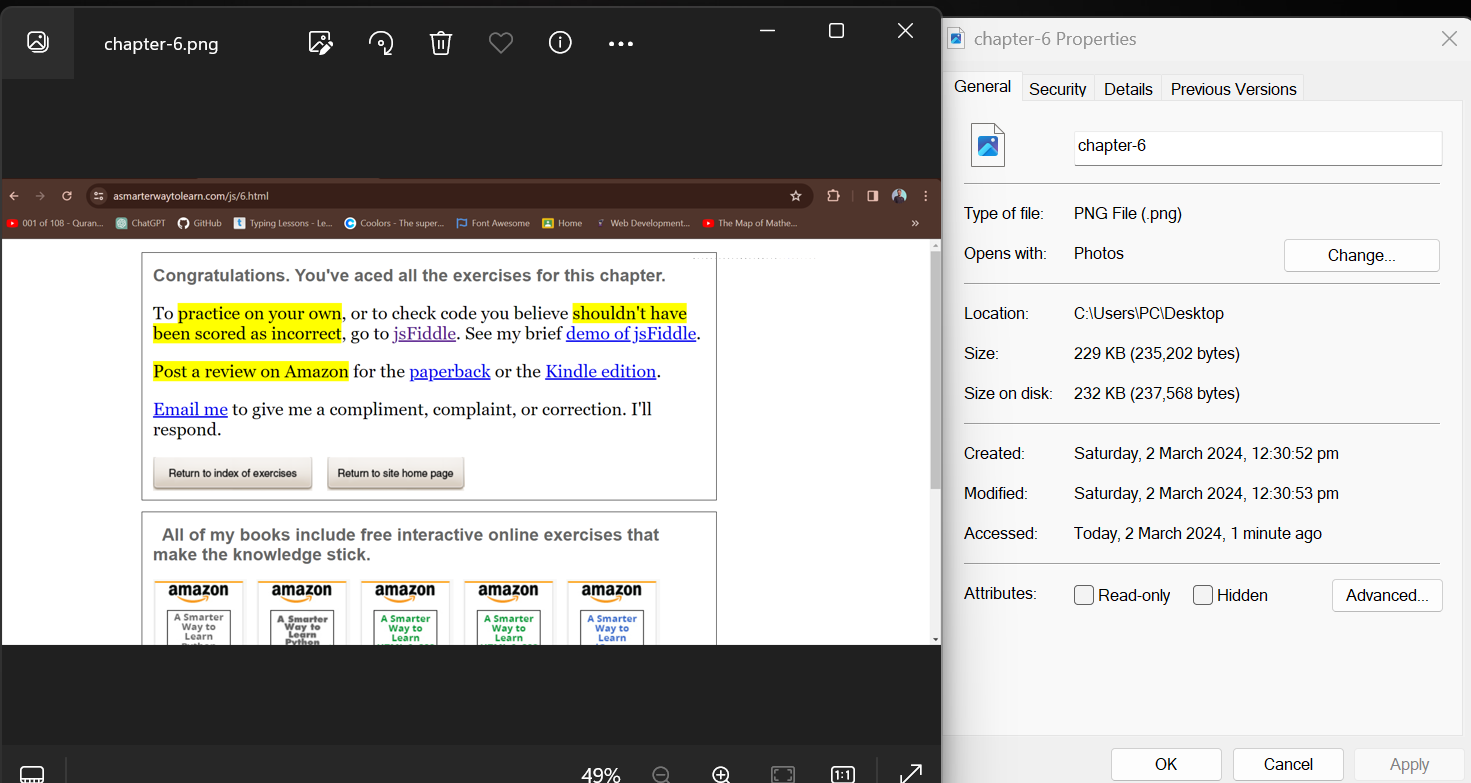 chapter-6.png
asmarterwaytolearn.com/js/6.html
001 of 108 - Quran... ChatGPT GitHub Typing Lessons - Le... Coolors - The super... Font Awesome Home Web Development... The Map of Mathe... »
Congratulations. You've aced all the exercises for this chapter.
To practice on your own, or to check code you believe shouldn't have
been scored as incorrect, go to jsFiddle. See my brief demo of jsFiddle.
Post a review on Amazon for the paperback or the Kindle edition.
Email me to give me a compliment, complaint, or correction. I'll
respond.
Return to index of exercises Return to site home page
All of my books include free interactive online exercises that
make the knowledge stick.
amazon amazon amazon amazon amazon
A Smarter A Smarter A Smarter A Smarter A Smarter
Way to Way to Way to Way to Way to
Learn Learn Learn Learn Learn
Python Python
49% 1:1
chapter-6 Properties
General Security Details Previous Versions
chapter-6
Type of file: PNG File (.png)
Opens with: Photos Change...
Location: C:\Users\PC\Desktop
Size: 229 KB (235,202 bytes)
Size on disk: 232 KB (237,568 bytes)
Created: Saturday, 2 March 2024, 12:30:52 pm
Modified: Saturday, 2 March 2024, 12:30:53 pm
Accessed: Today, 2 March 2024, 1 minute ago
Attributes: Read-only Hidden Advanced...
OK Cancel Apply